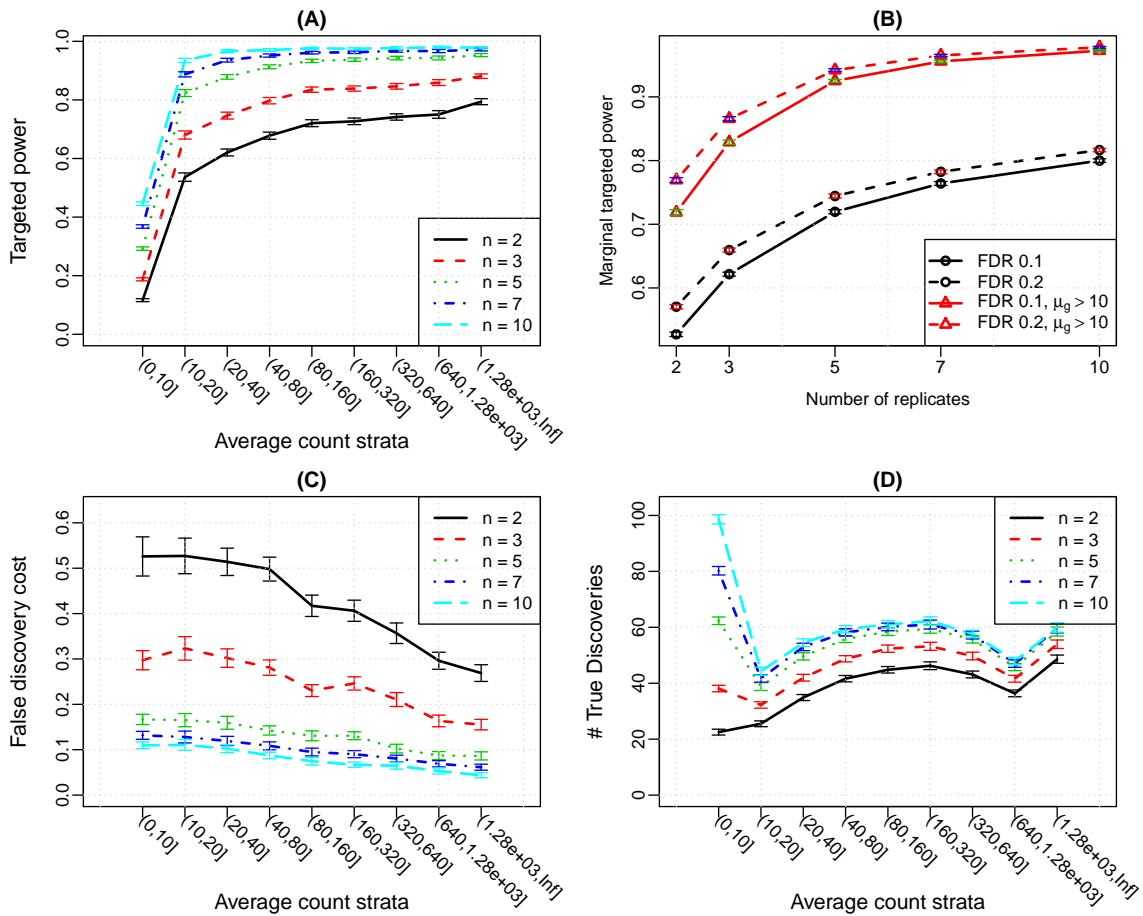 (A)
Targeted power
0.0
0.2
0.4
0.6
0.8
1.0
n = 2
n = 3
n = 5
n = 7
n = 10
(0,10]
(10,20]
(20,40]
(40,80]
(80,160]
(160,320]
(320,640]
(640,1.28e+03]
(1.28e+03,Inf]
Average count strata
(B)
Marginal targeted power
0.6
0.7
0.8
0.9
FDR 0.1
FDR 0.2
FDR 0.1, μg > 10
FDR 0.2, μg > 10
2
3
5
7
10
Number of replicates
(C)
False discovery cost
0.0
0.1
0.2
0.3
0.4
0.5
0.6
n = 2
n = 3
n = 5
n = 7
n = 10
(0,10]
(10,20]
(20,40]
(40,80]
(80,160]
(160,320]
(320,640]
(640,1.28e+03]
(1.28e+03,Inf]
Average count strata
(D)
# True Discoveries
0
20
40
60
80
100
n = 2
n = 3
n = 5
n = 7
n = 10
(0,10]
(10,20]
(20,40]
(40,80]
(80,160]
(160,320]
(320,640]
(640,1.28e+03]
(1.28e+03,Inf]
Average count strata